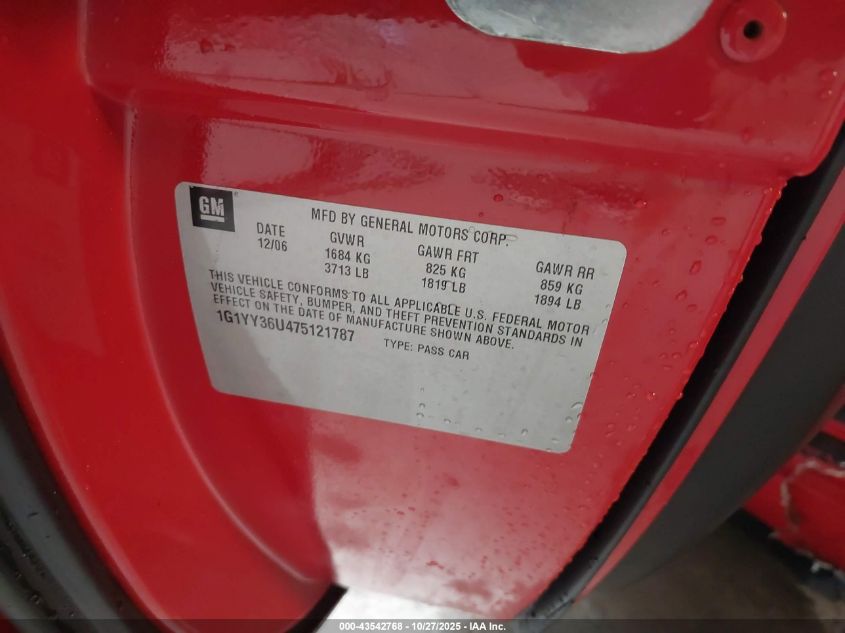 GM
MFD BY GENERAL MOTORS CORP.
DATE GVWR GAWR FRT GAWR RR
12/06 1684 KG 825 KG 859 KG
3713 LB 1819 LB 1894 LB
THIS VEHICLE CONFORMS TO ALL APPLICABLE U.S. FEDERAL MOTOR
VEHICLE SAFETY, BUMPER, AND THEFT PREVENTION STANDARDS IN
EFFECT ON THE DATE OF MANUFACTURE SHOWN ABOVE.
1G1YY36U475121787 TYPE: PASS CAR
000-43542768 - 10/27/2025 - IAA Inc.